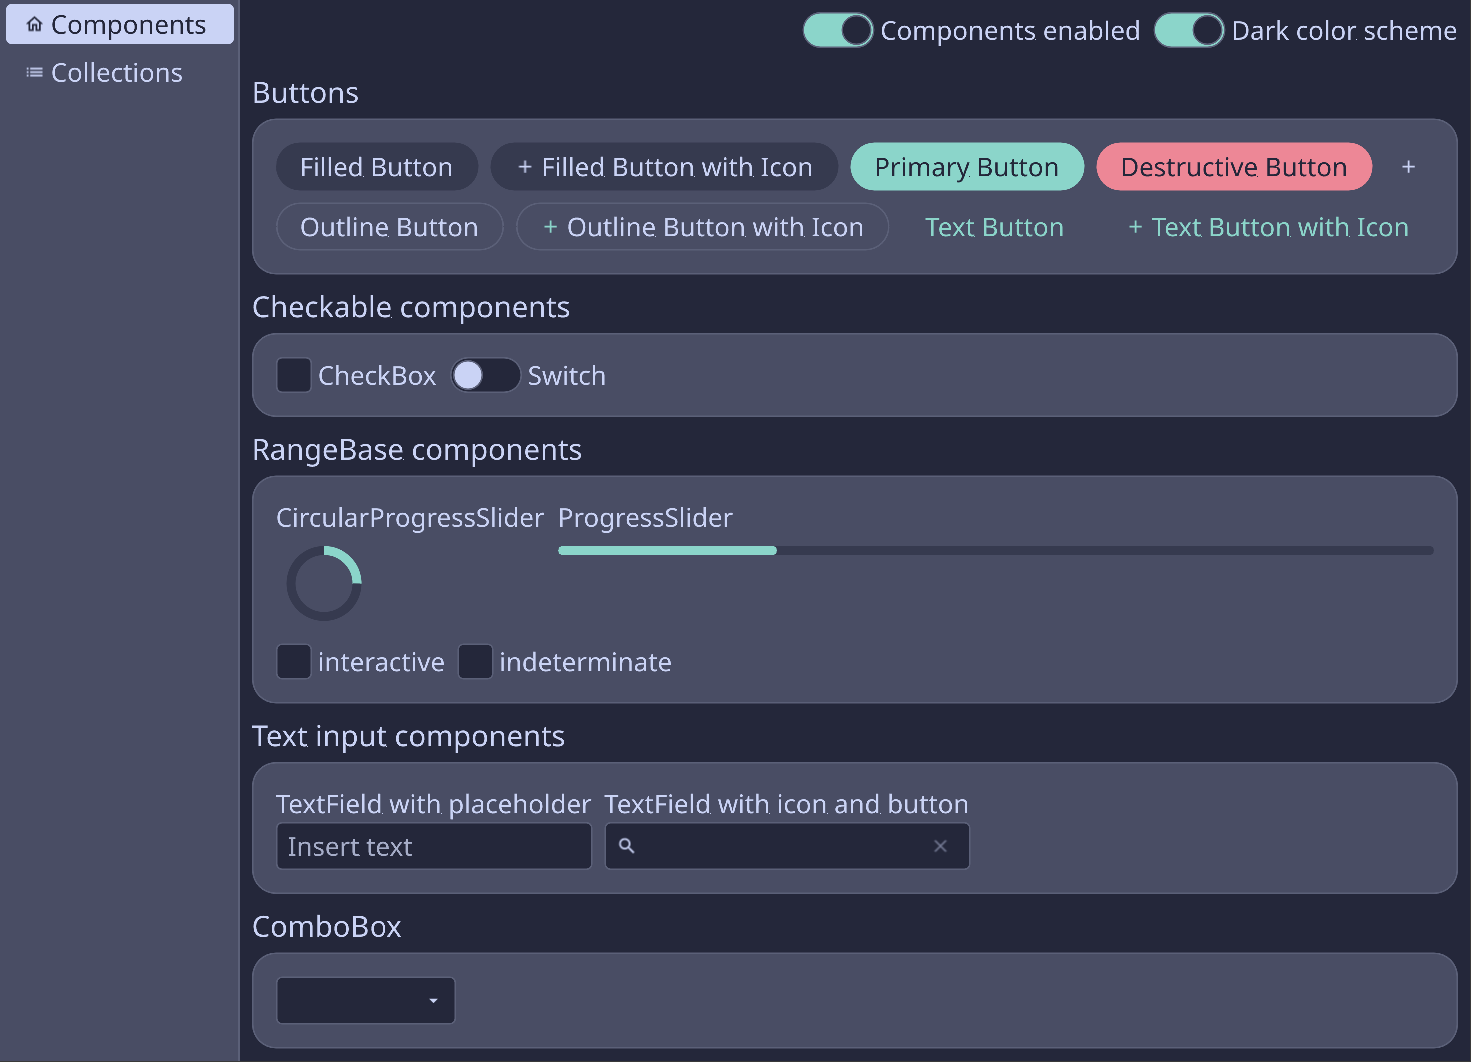 Components
Collections
Components enabled
Dark color scheme
Buttons
Filled Button
+ Filled Button with Icon
Primary Button
Destructive Button
+
Outline Button
+ Outline Button with Icon
Text Button
+ Text Button with Icon
Checkable components
CheckBox
Switch
RangeBase components
CircularProgressSlider
ProgressSlider
interactive
indeterminate
Text input components
TextField with placeholder
TextField with icon and button
Insert text
ComboBox